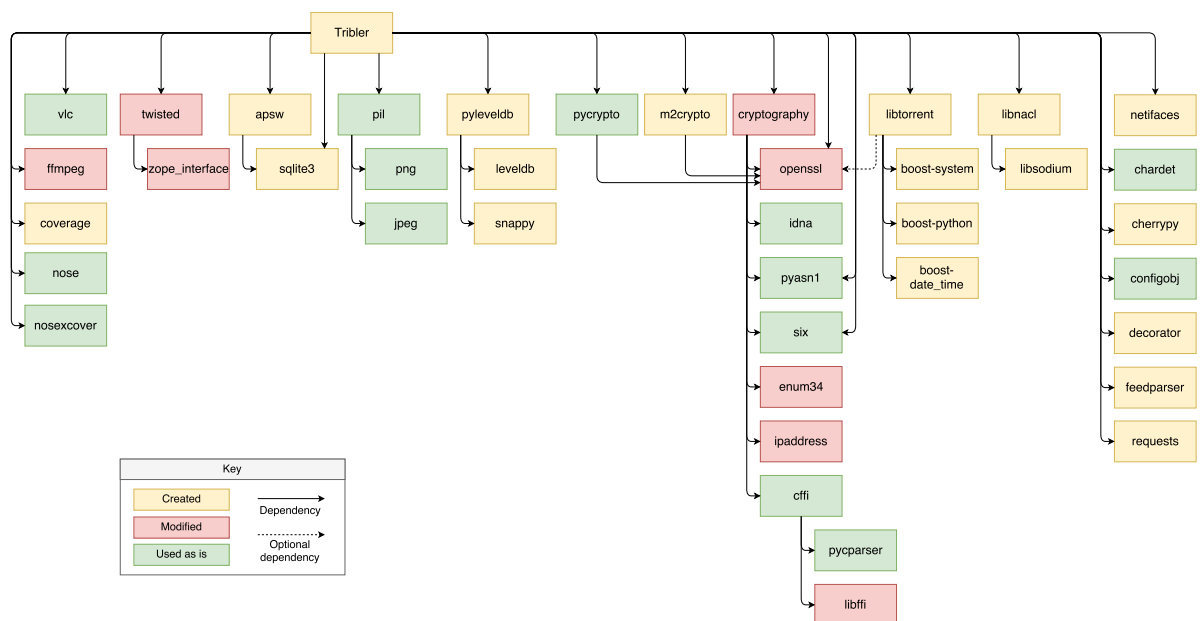 Tribler
vlc
twisted
apsw
pil
pyleveldb
pycrypto
m2crypto
cryptography
libtorrent
libnacl
netifaces
ffmpeg
zope_interface
sqlite3
png
leveldb
openssl
boost-system
libsodium
chardet
coverage
jpeg
snappy
idna
boost-python
cherrypy
nose
pyasn1
boost-
date_time
configobj
nosexcover
six
decorator
enum34
feedparser
ipaddress
requests
Key
Created
Dependency
Modified
Optional
dependency
Used as is
cffi
pycparser
libffi